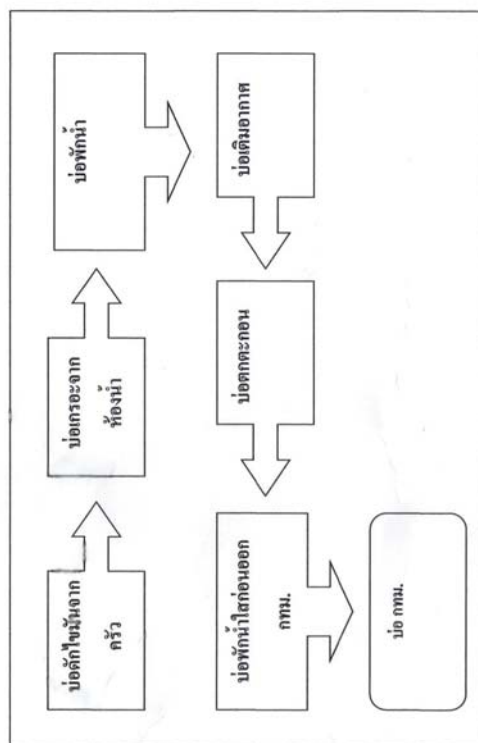 บ่อดักไขมันจาก
ครัว
บ่อเกรอะจาก
ห้องน้ำ
บ่อพักน้ำ
บ่อเติมอากาศ
บ่อตกตะกอน
บ่อพักน้ำใสก่อนออก
กทม.
บ่อ กทม.